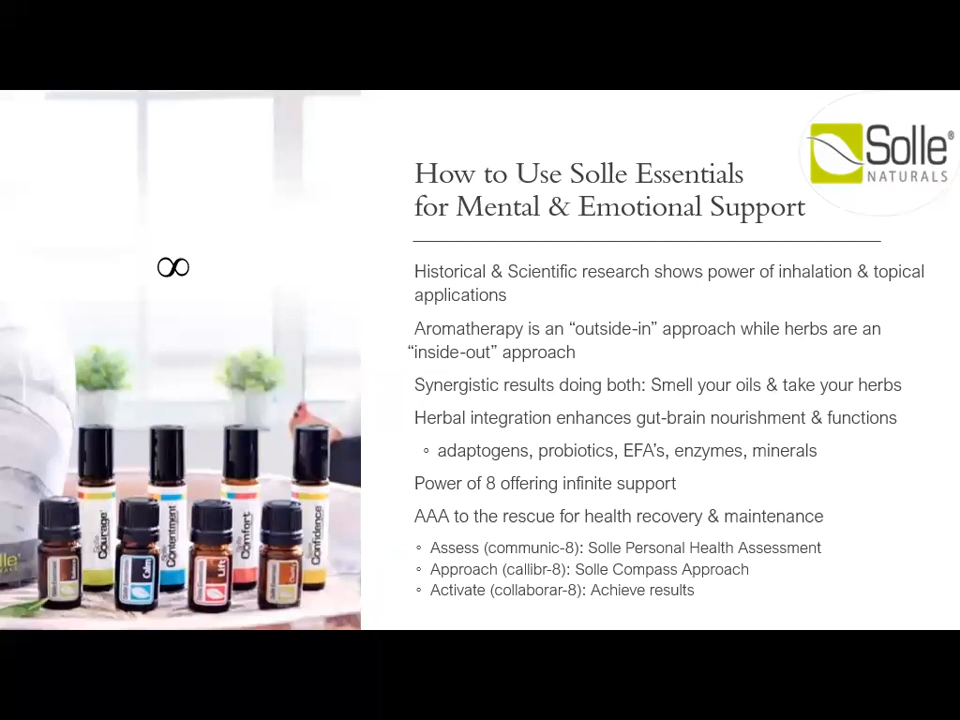 Solle®
NATURALS
How to Use Solle Essentials
for Mental & Emotional Support
∞
Historical & Scientific research shows power of inhalation & topical
applications
Aromatherapy is an “outside-in” approach while herbs are an
“inside-out” approach
Synergistic results doing both: Smell your oils & take your herbs
Herbal integration enhances gut-brain nourishment & functions
◦ adaptogens, probiotics, EFA’s, enzymes, minerals
Power of 8 offering infinite support
AAA to the rescue for health recovery & maintenance
◦ Assess (communic-8): Solle Personal Health Assessment
◦ Approach (callibr-8): Solle Compass Approach
◦ Activate (collaborar-8): Achieve results
Solle
Courage
Solle
Contentment
Solle
Comfort
Confidence
Calm
Lift